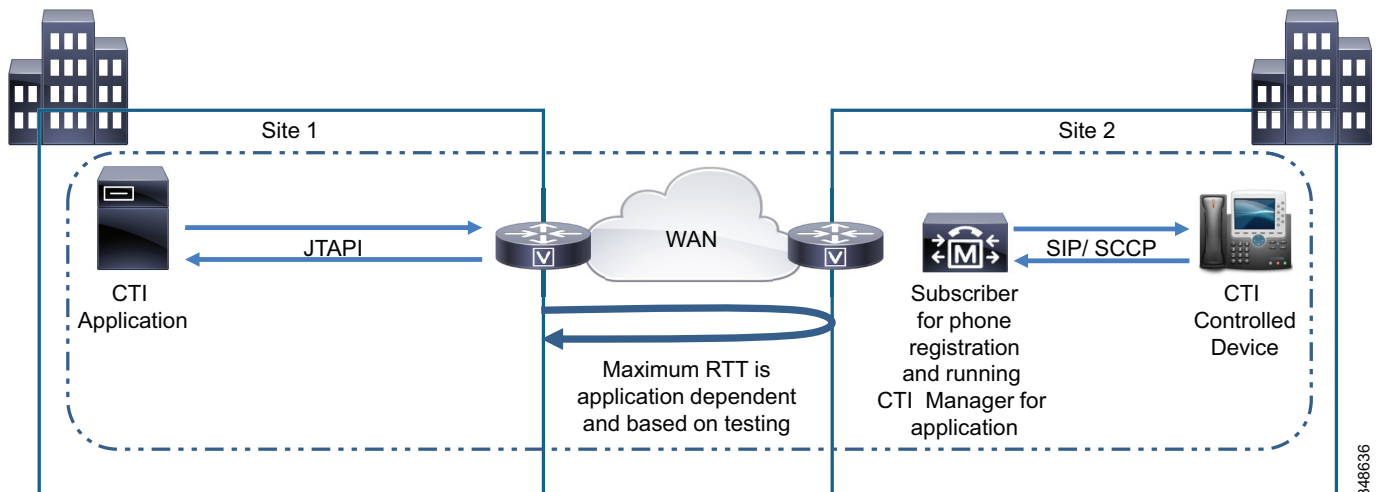 Site 1
Site 2
JTAPI
WAN
M
SIP/ SCCP
V
V
CTI
Application
Subscriber
for phone
registration
and running
CTI Manager for
application
CTI
Controlled
Device
Maximum RTT is
application dependent
and based on testing
348636